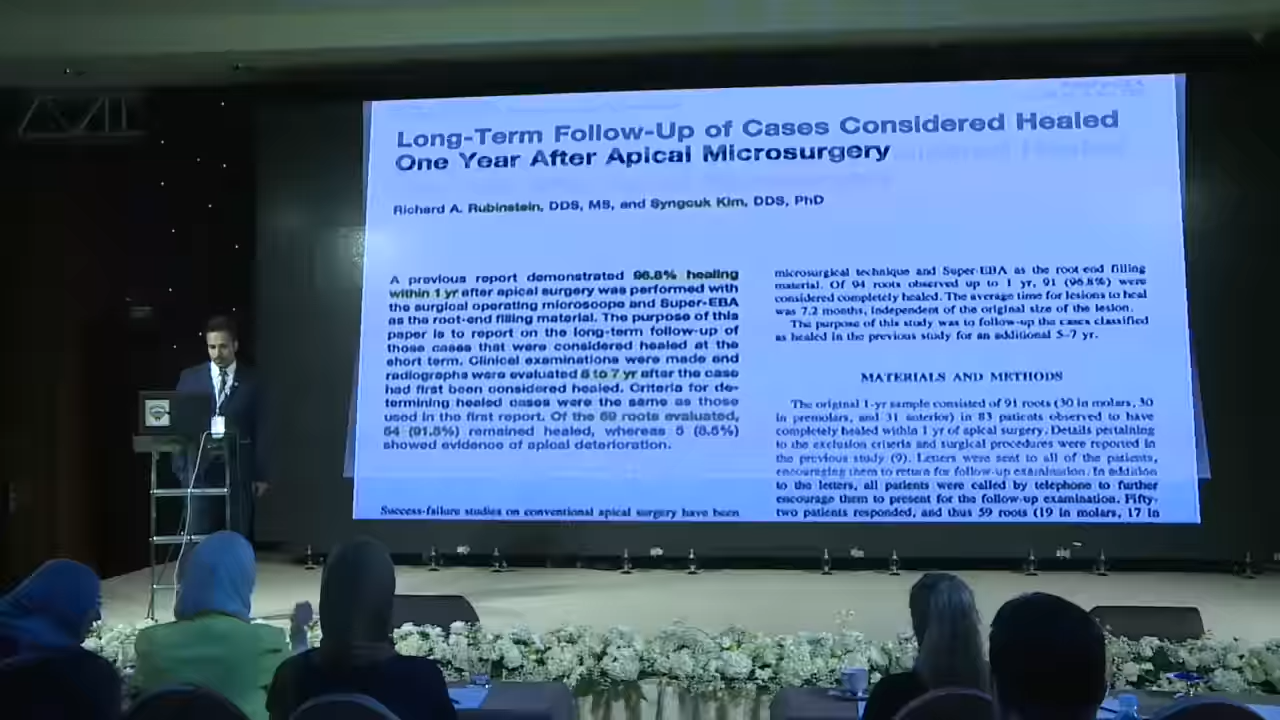 Long-Term Follow-Up of Cases Considered Healed
One Year After Apical Microsurgery
Richard A. Rubinstein, DDS, MS, and Syngcuk Kim, DDS, PhD
A previous report demonstrated 96.8% healing
within 1 yr after apical surgery was performed with
the surgical operating microscope and Super-EBA
as the root-end filling material. The purpose of this
paper is to report on the long-term follow-up of
those cases that were considered healed at the
short term. Clinical examinations were made and
radiographs were evaluated 5 to 7 yr after the case
had first been considered healed. Criteria for de-
termining healed cases were the same as those
used in the first report. Of the 59 roots evaluated,
54 (91.5%) remained healed, whereas 5 (8.5%)
showed evidence of apical deterioration.
Success-failure studies on conventional apical surgery have been
microsurgical technique and Super-EBA as the root-end filling
material. Of 94 roots observed up to 1 yr, 91 (96.8%) were
considered completely healed. The average time for lesions to heal
was 7.2 months, independent of the original size of the lesion.
The purpose of this study was to follow-up the cases classified
as healed in the previous study for an additional 5-7 yr.
MATERIALS AND METHODS
The original 1-yr sample consisted of 91 roots (30 in molars, 30
in premolars, and 31 anterior) in 83 patients observed to have
completely healed within 1 yr of apical surgery. Details pertaining
to the exclusion criteria and surgical procedures were reported in
the previous study (9). Letters were sent to all of the patients,
encouraging them to return for follow-up examination. In addition
to the letters, all patients were called by telephone to further
encourage them to present for the follow-up examination. Fifty-
two patients responded, and thus 59 roots (19 in molars, 17 in